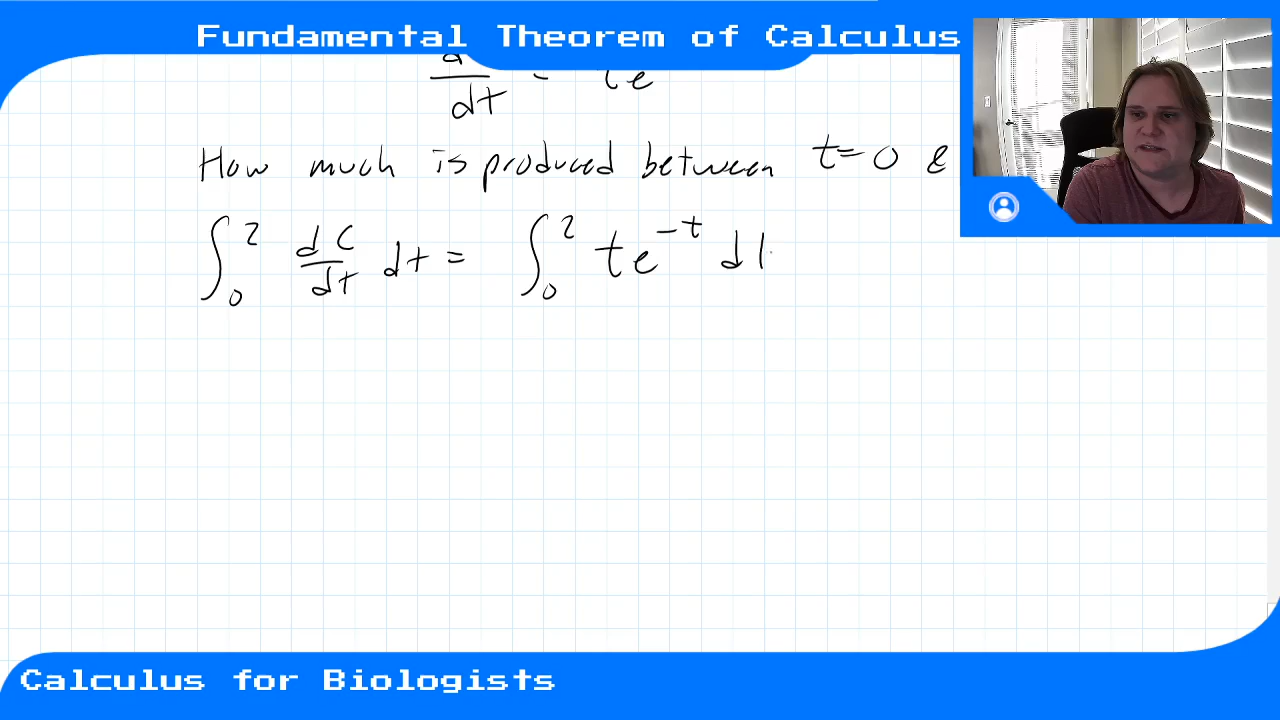 Fundamental Theorem of Calculus
d/dt = te
How much is produced between t=0 &
∫₀² dC/dt dt = ∫₀² te⁻ᵗ d
Calculus for Biologists